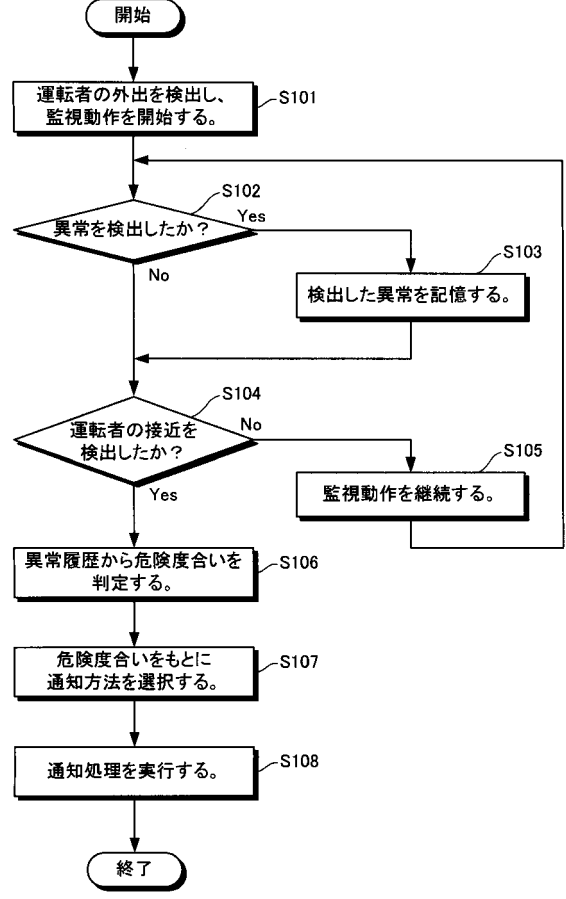 開始
運転者の外出を検出し、
監視動作を開始する。
S101
S102
異常を検出したか？
Yes
No
S103
検出した異常を記憶する。
S104
運転者の接近を
検出したか？
No
Yes
S105
監視動作を継続する。
異常履歴から危険度合いを
判定する。
S106
危険度合いをもとに
通知方法を選択する。
S107
通知処理を実行する。
S108
終了